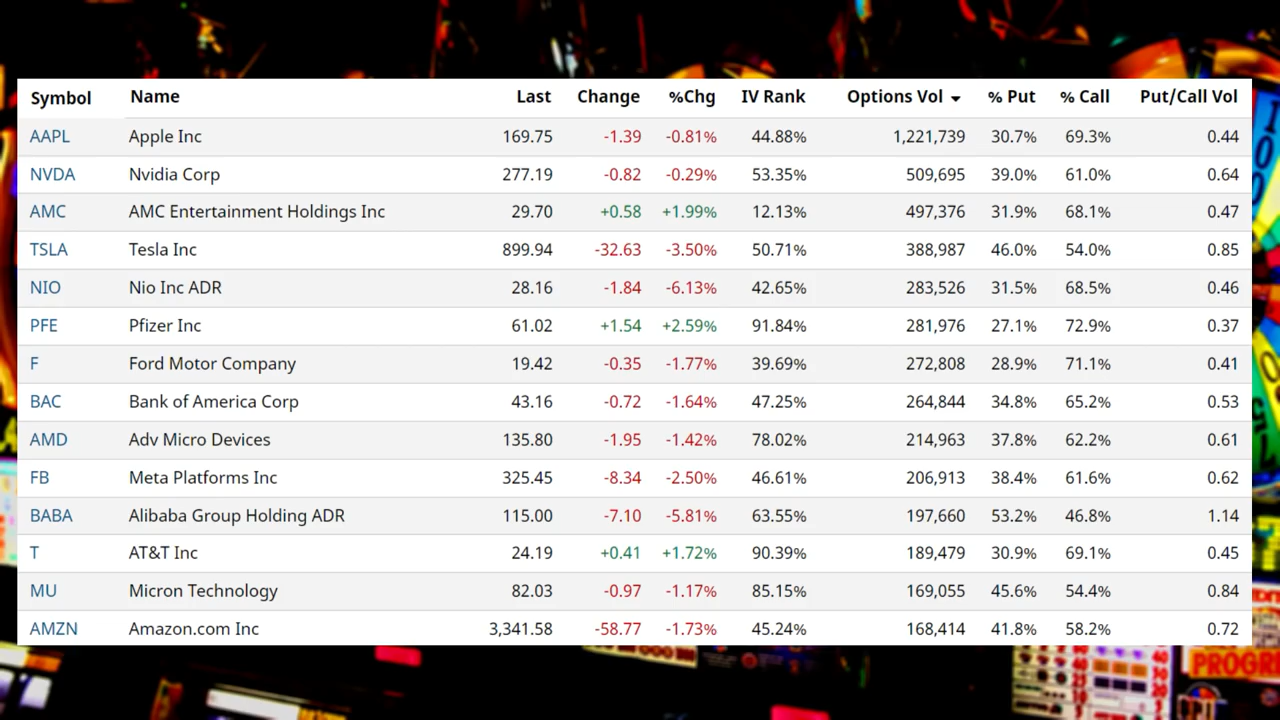 Symbol Name Last Change %Chg IV Rank Options Vol % Put % Call Put/Call Vol
AAPL Apple Inc 169.75 -1.39 -0.81% 44.88% 1,221,739 30.7% 69.3% 0.44
NVDA Nvidia Corp 277.19 -0.82 -0.29% 53.35% 509,695 39.0% 61.0% 0.64
AMC AMC Entertainment Holdings Inc 29.70 +0.58 +1.99% 12.13% 497,376 31.9% 68.1% 0.47
TSLA Tesla Inc 899.94 -32.63 -3.50% 50.71% 388,987 46.0% 54.0% 0.85
NIO Nio Inc ADR 28.16 -1.84 -6.13% 42.65% 283,526 31.5% 68.5% 0.46
PFE Pfizer Inc 61.02 +1.54 +2.59% 91.84% 281,976 27.1% 72.9% 0.37
F Ford Motor Company 19.42 -0.35 -1.77% 39.69% 272,808 28.9% 71.1% 0.41
BAC Bank of America Corp 43.16 -0.72 -1.64% 47.25% 264,844 34.8% 65.2% 0.53
AMD Adv Micro Devices 135.80 -1.95 -1.42% 78.02% 214,963 37.8% 62.2% 0.61
FB Meta Platforms Inc 325.45 -8.34 -2.50% 46.61% 206,913 38.4% 61.6% 0.62
BABA Alibaba Group Holding ADR 115.00 -7.10 -5.81% 63.55% 197,660 53.2% 46.8% 1.14
T AT&T Inc 24.19 +0.41 +1.72% 90.39% 189,479 30.9% 69.1% 0.45
MU Micron Technology 82.03 -0.97 -1.17% 85.15% 169,055 45.6% 54.4% 0.84
AMZN Amazon.com Inc 3,341.58 -58.77 -1.73% 45.24% 168,414 41.8% 58.2% 0.72
PROGRE